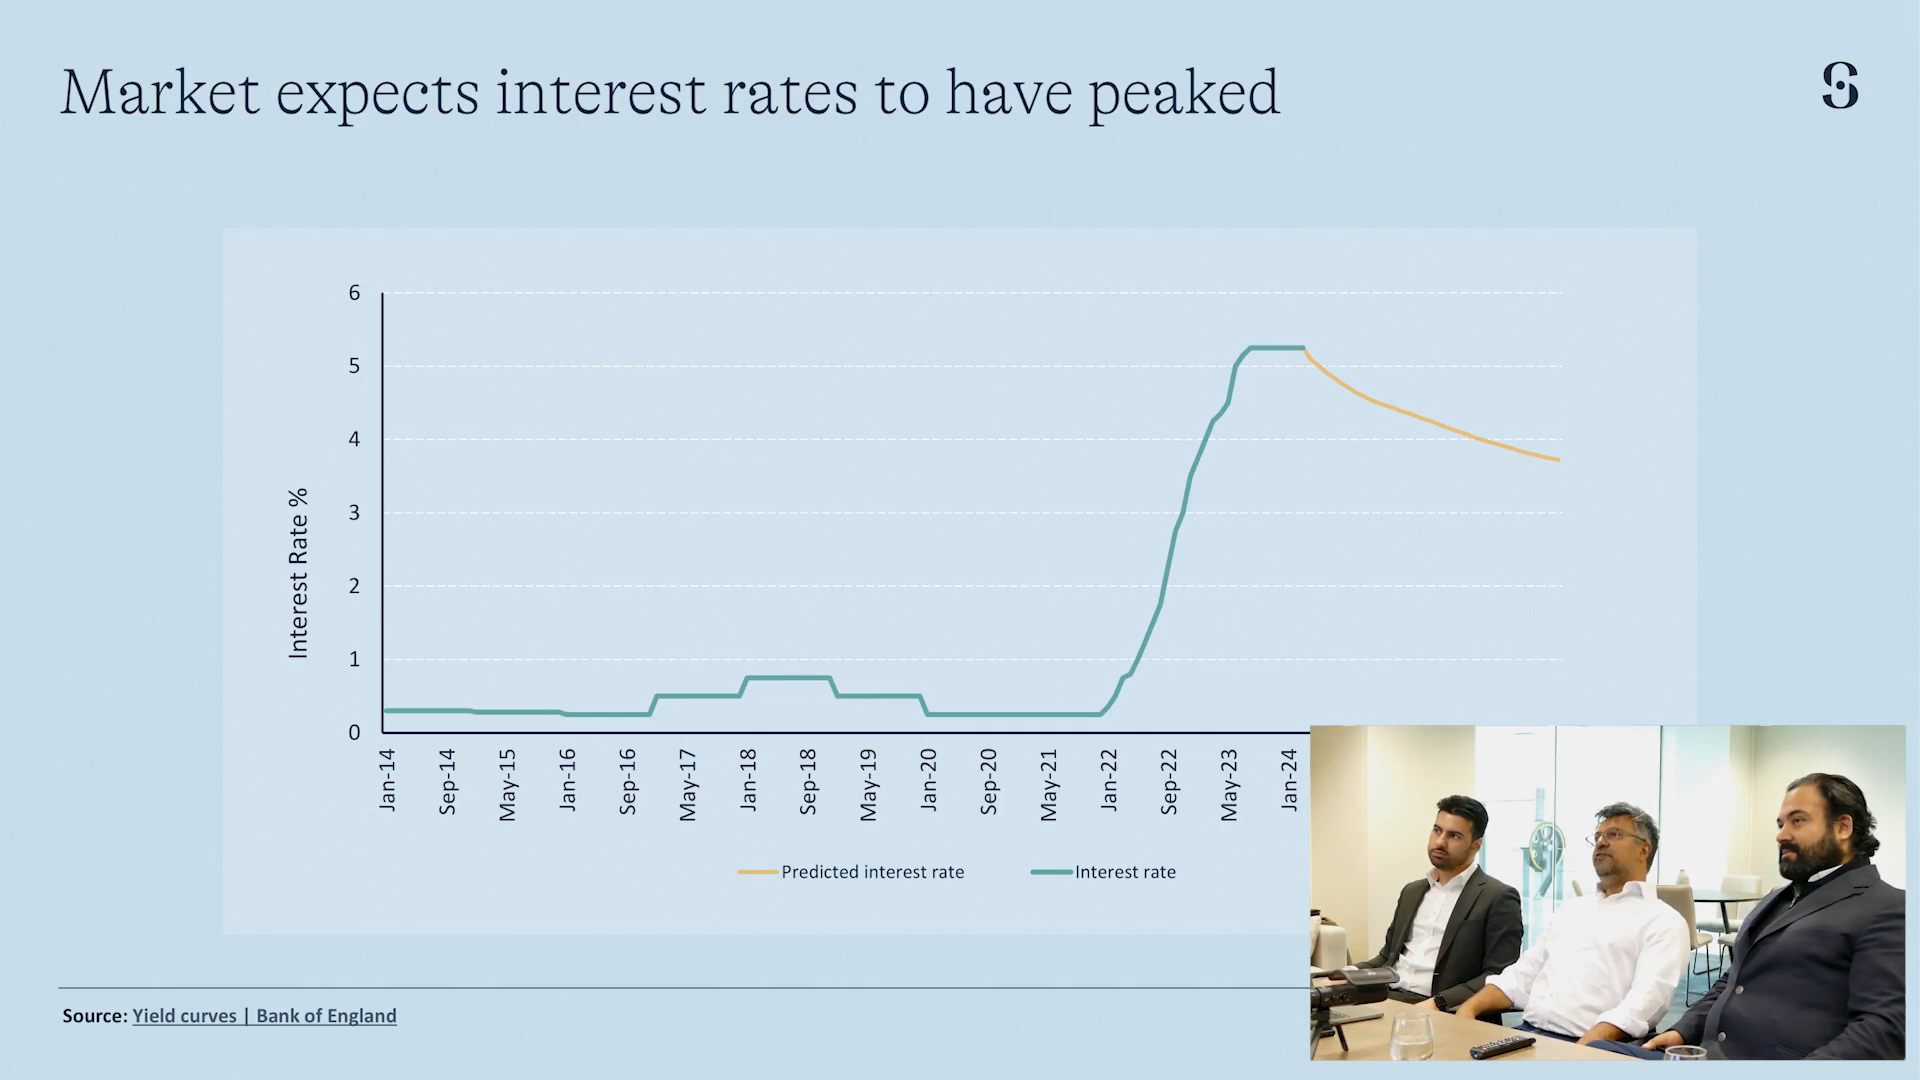 Market expects interest rates to have peaked
6
5
4
3
2
1
0
Interest Rate %
Jan-14
Sep-14
May-15
Jan-16
Sep-16
May-17
Jan-18
Sep-18
May-19
Jan-20
Sep-20
May-21
Jan-22
Sep-22
May-23
Jan-24
Predicted interest rate
Interest rate
Source: Yield curves | Bank of England